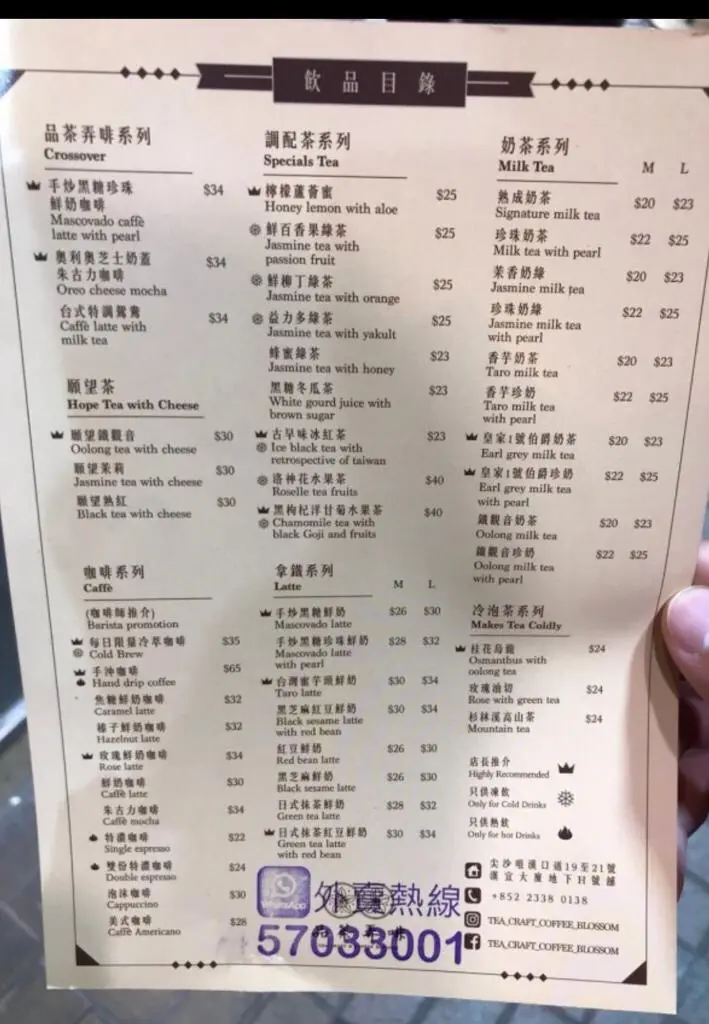 飲品目錄
品茶弄啡系列
Crossover
手炒黑糖珍珠 $34
鮮奶咖啡
Mascovado caffè
latte with pearl
奧利奧芝士奶蓋 $34
朱古力咖啡
Oreo cheese mocha
台式特調鴛鴦 $34
Caffè latte with
milk tea
願望茶
Hope Tea with Cheese
願望鐵觀音 $30
Oolong tea with cheese
願望茉莉 $30
Jasmine tea with cheese
願望熟紅 $30
Black tea with cheese
咖啡系列
Caffè
(咖啡師推介)
Barista promotion
每日限量冷萃咖啡 $35
Cold Brew
手沖咖啡 $65
Hand drip coffee
焦糖鮮奶咖啡 $32
Caramel latte
榛子鮮奶咖啡 $32
Hazelnut latte
玫瑰鮮奶咖啡 $34
Rose latte
鮮奶咖啡 $30
Caffè latte
朱古力咖啡 $34
Caffè mocha
特濃咖啡 $22
Single espresso
雙份特濃咖啡 $24
Double espresso
泡沫咖啡 $30
Cappuccino
美式咖啡 $28
Caffè Americano
調配茶系列
Specials Tea
檸檬蘆薈蜜 $25
Honey lemon with aloe
鮮百香果綠茶 $25
Jasmine tea with
passion fruit
鮮柳丁綠茶 $25
Jasmine tea with orange
益力多綠茶 $25
Jasmine tea with yakult
蜂蜜綠茶 $23
Jasmine tea with honey
黑糖冬瓜茶 $23
White gourd juice with
brown sugar
古早味冰紅茶 $23
Ice black tea with
retrospective of taiwan
洛神花水果茶 $40
Roselle tea fruits
黑枸杞洋甘菊水果茶 $40
Chamomile tea with
black Goji and fruits
拿鐵系列 M L
Latte
手炒黑糖鮮奶 $26 $30
Mascovado latte
手炒黑糖珍珠鮮奶 $28 $32
Mascovado latte
with pearl
台灣蜜芋頭鮮奶 $30 $34
Taro latte
黑芝麻紅豆鮮奶 $30 $34
Black sesame latte
with red bean
紅豆鮮奶 $26 $30
Red bean latte
黑芝麻鮮奶 $26 $30
Black sesame latte
日式抹茶鮮奶 $28 $32
Green tea latte
日式抹茶紅豆鮮奶 $30 $34
Green tea latte
with red bean
奶茶系列
Milk Tea M L
熟成奶茶 $20 $23
Signature milk tea
珍珠奶茶 $22 $25
Milk tea with pearl
茉香奶綠 $20 $23
Jasmine milk tea
珍珠奶綠 $22 $25
Jasmine milk tea
with pearl
香芋奶茶 $20 $23
Taro milk tea
香芋珍奶 $22 $25
Taro milk tea
with pearl
皇家1號伯爵奶茶 $20 $23
Earl grey milk tea
皇家1號伯爵珍奶 $22 $25
Earl grey milk tea
with pearl
鐵觀音奶茶 $20 $23
Oolong milk tea
鐵觀音珍奶 $22 $25
Oolong milk tea
with pearl
冷泡茶系列
Makes Tea Coldly
桂花烏龍 $24
Osmanthus with
oolong tea
玫瑰油切 $24
Rose with green tea
杉林溪高山茶 $24
Mountain tea
店長推介
Highly Recommended
只供凍飲
Only for Cold Drinks
只供熱飲
Only for hot Drinks
尖沙咀漢口道19至21號
漢宜大廈地下H號舖
+852 2338 0138
TEA_CRAFT_COFFEE_BLOSSOM
TEA_CRAFT_COFFEE_BLOSSOM
WhatsApp
外賣熱線
57033001